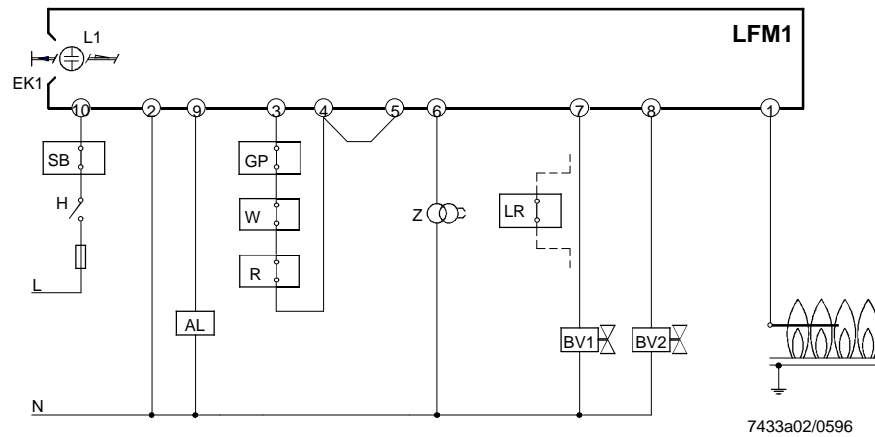 LFM1
L1
EK1
10 2 9 3 4 5 6 7 8 1
SB GP
H W Z LR
R
L
AL BV1 BV2
N
7433a02/0596